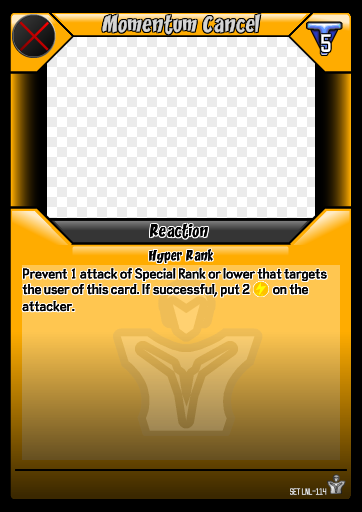 Momentum Cancel
5
Reaction
Hyper Rank
Prevent 1 attack of Special Rank or lower that targets
the user of this card. If successful, put 2 on the
attacker.
SET LNL-114